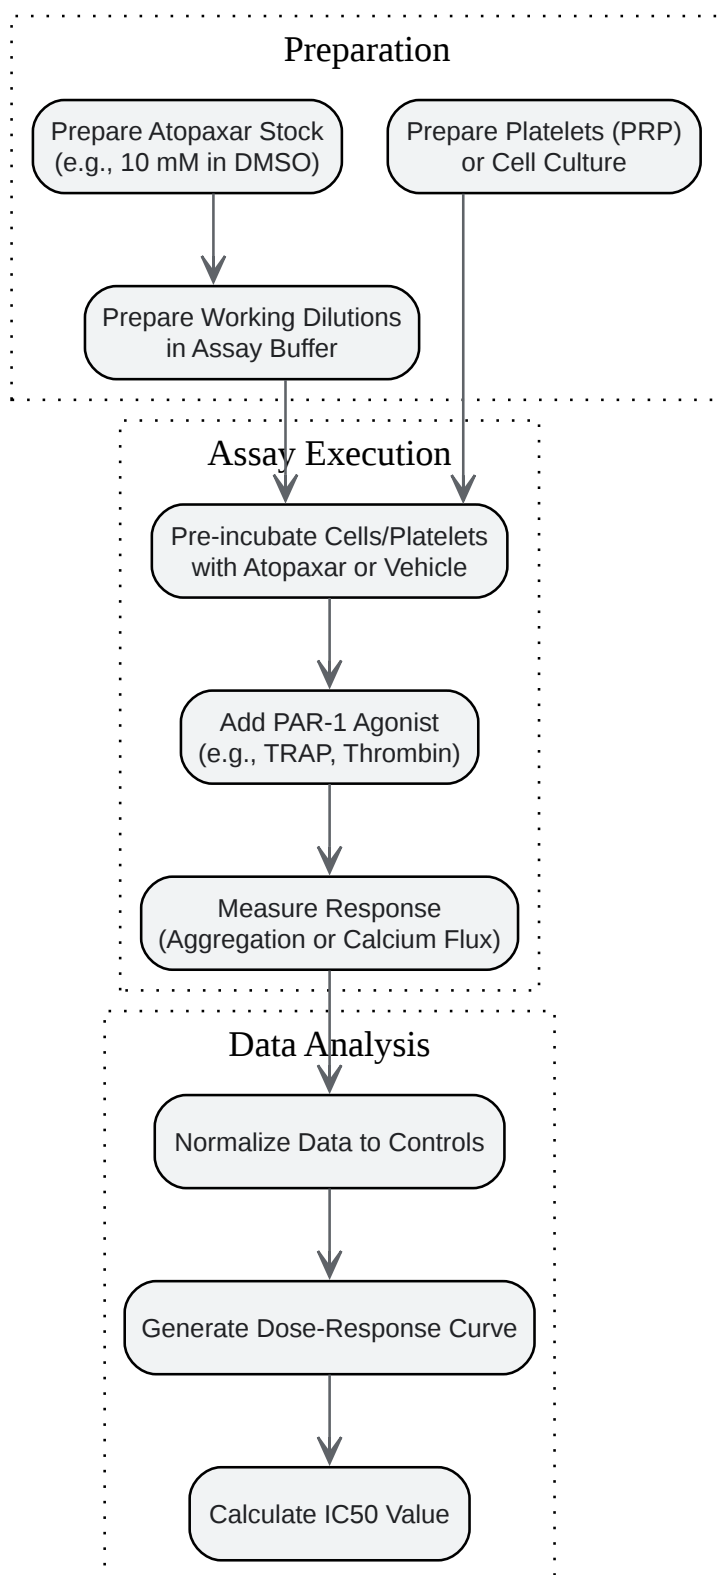 Preparation
Prepare Atopaxar Stock
(e.g., 10 mM in DMSO)
Prepare Platelets (PRP)
or Cell Culture
Prepare Working Dilutions
in Assay Buffer
Assay Execution
Pre-incubate Cells/Platelets
with Atopaxar or Vehicle
Add PAR-1 Agonist
(e.g., TRAP, Thrombin)
Measure Response
(Aggregation or Calcium Flux)
Data Analysis
Normalize Data to Controls
Generate Dose-Response Curve
Calculate IC50 Value